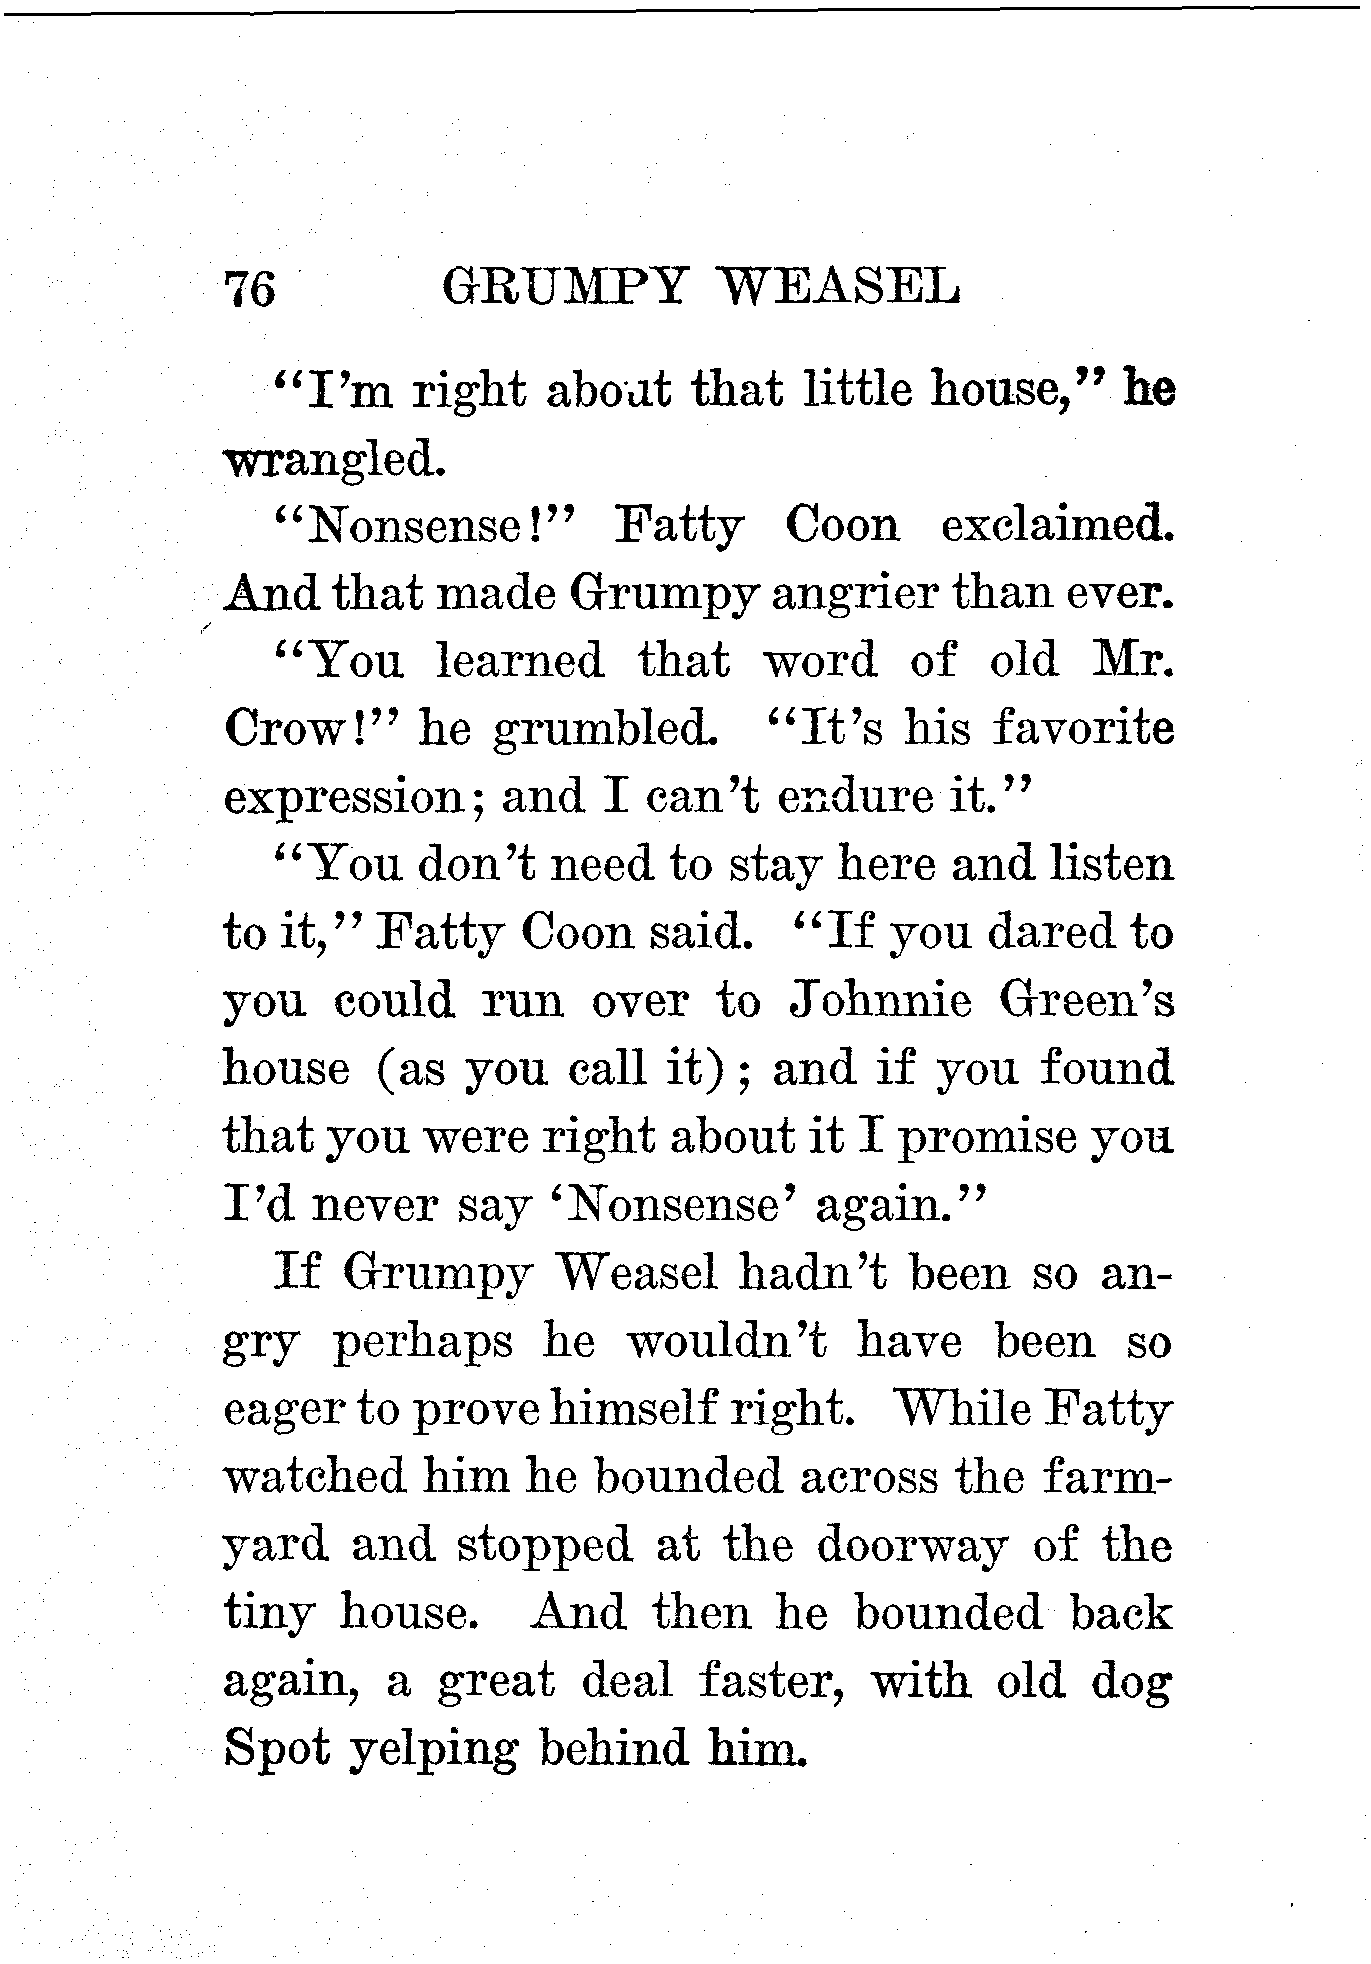 76 GRUMPY WEASEL
"I'm right about that little house," he
wrangled.
"Nonsense!" Fatty Coon exclaimed.
And that made Grumpy angrier than ever.
"You learned that word of old Mr.
Crow!" he grumbled. "It's his favorite
expression; and I can't endure it."
"You don't need to stay here and listen
to it," Fatty Coon said. "If you dared to
you could run over to Johnnie Green's
house (as you call it); and if you found
that you were right about it I promise you
I'd never say 'Nonsense' again."
If Grumpy Weasel hadn't been so an-
gry perhaps he wouldn't have been so
eager to prove himself right. While Fatty
watched him he bounded across the farm-
yard and stopped at the doorway of the
tiny house. And then he bounded back
again, a great deal faster, with old dog
Spot yelping behind him.